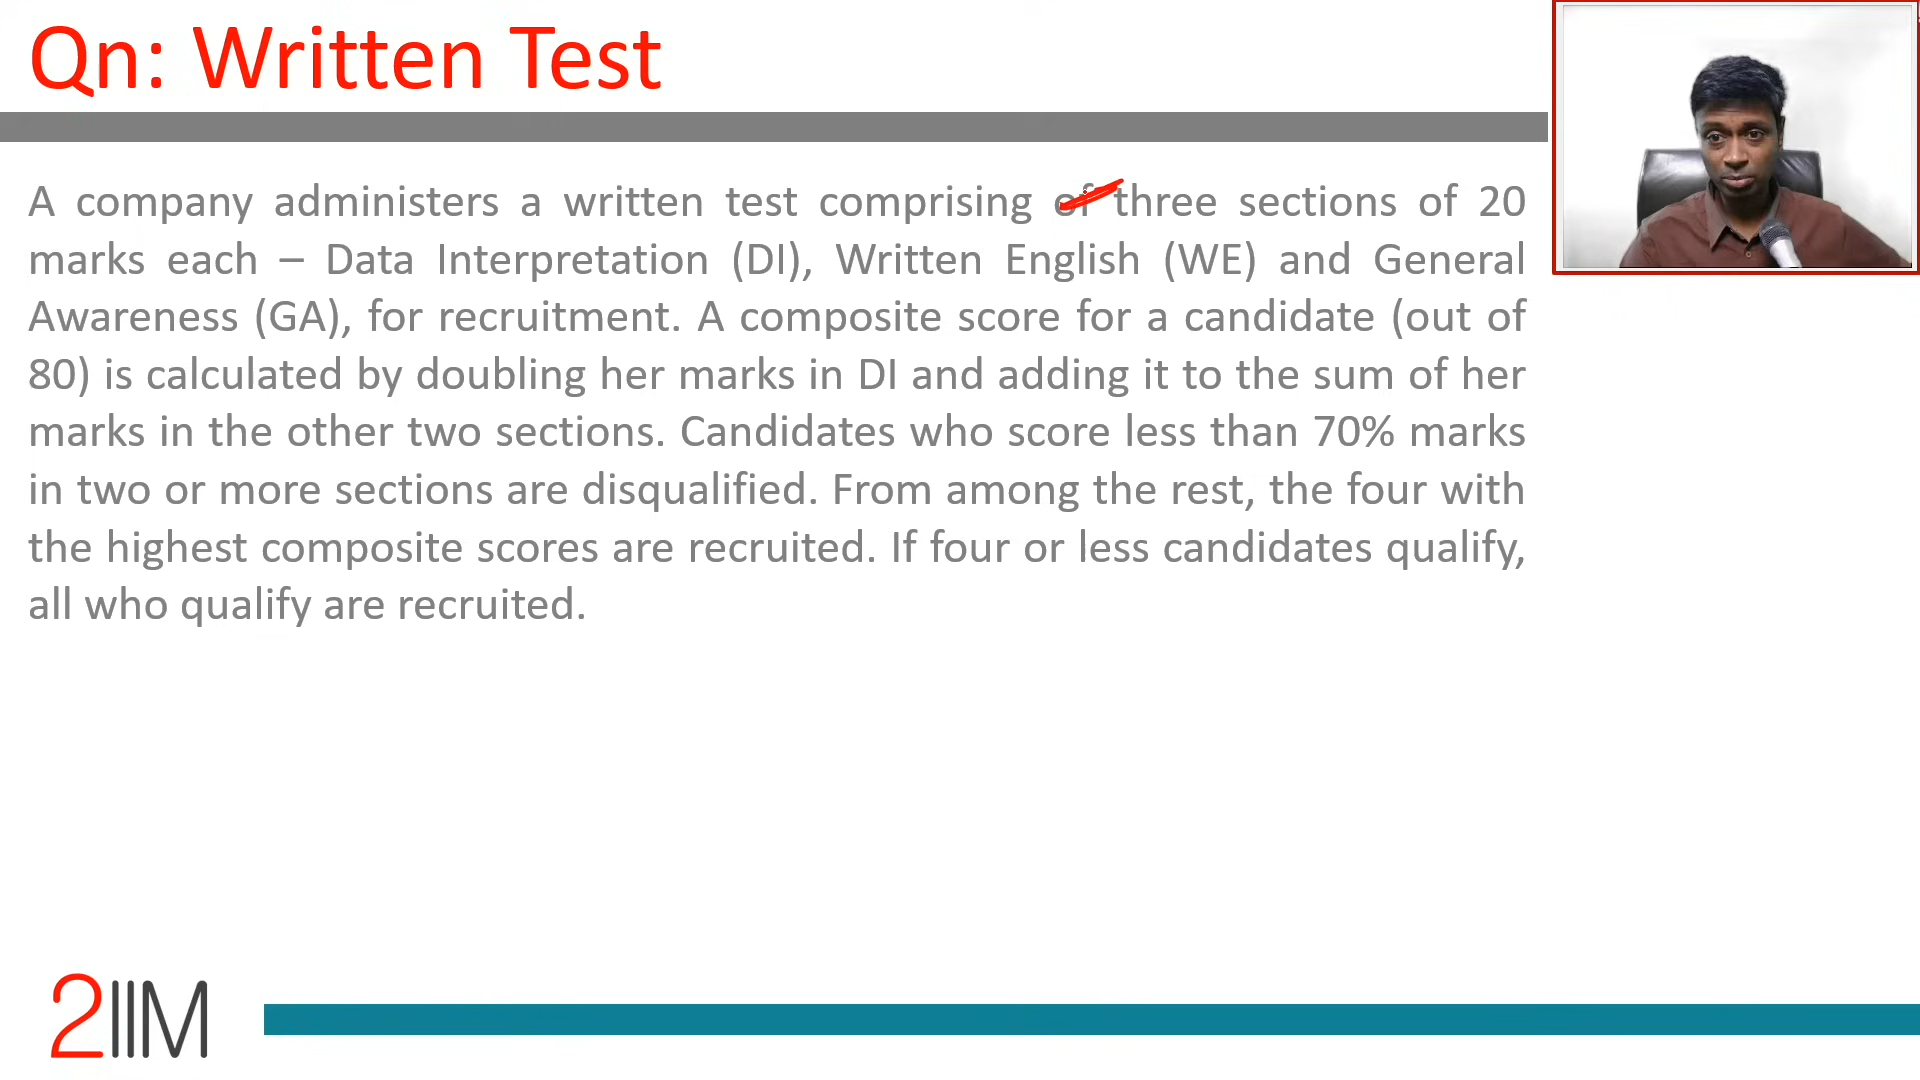 Qn: Written Test
A company administers a written test comprising of three sections of 20
marks each – Data Interpretation (DI), Written English (WE) and General
Awareness (GA), for recruitment. A composite score for a candidate (out of
80) is calculated by doubling her marks in DI and adding it to the sum of her
marks in the other two sections. Candidates who score less than 70% marks
in two or more sections are disqualified. From among the rest, the four with
the highest composite scores are recruited. If four or less candidates qualify,
all who qualify are recruited.
2IIM